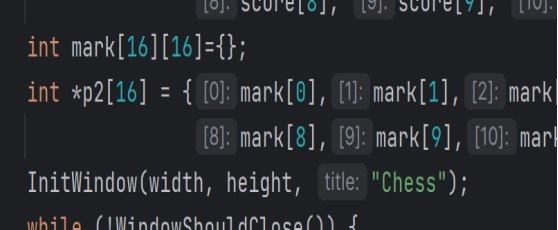 [8]: score[8], [9]: score[9], [10]:
int mark[16][16]={};
int *p2[16] = { [0]: mark[0], [1]: mark[1], [2]: mark[
[8]: mark[8], [9]: mark[9], [10]: mark
InitWindow(width, height, title: "Chess");
while (!WindowShouldClose()) {